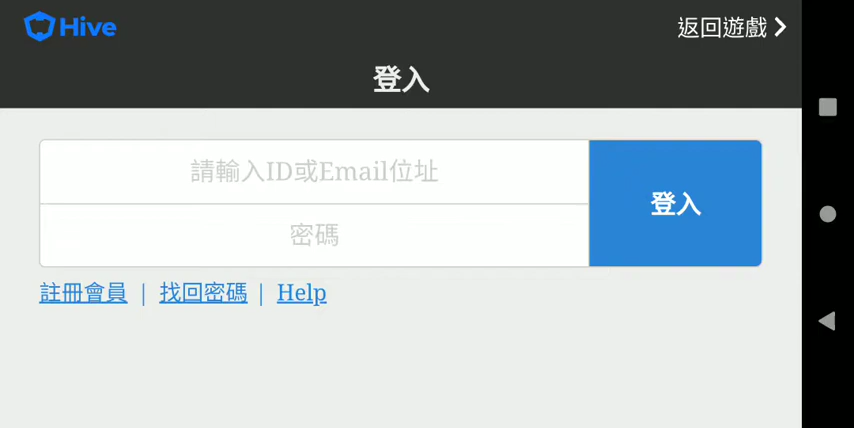 Hive
返回遊戲
登入
請輸入ID或Email位址
密碼
登入
註冊會員 | 找回密碼 | Help